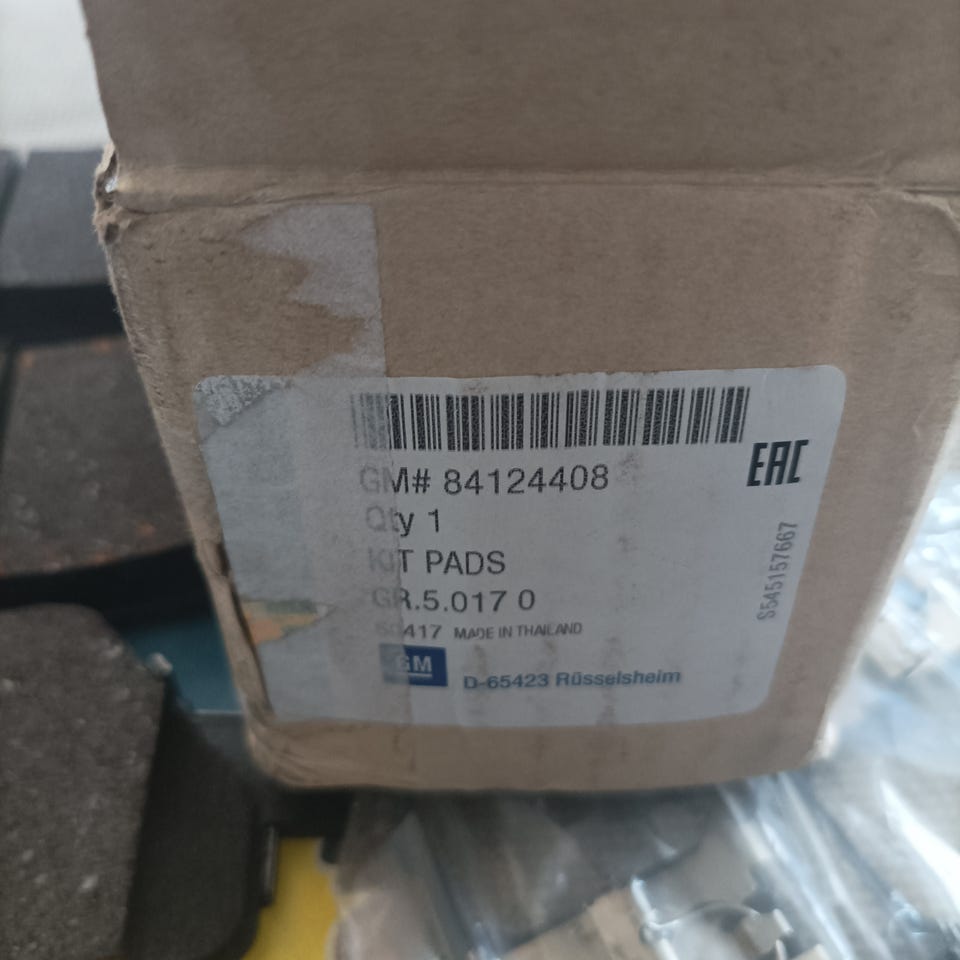 GM# 84124408
EAC
Qty 1
KIT PADS
GR.5.017 0
S545157667
MADE IN THAILAND
GM
D-65423 Rüsselsheim